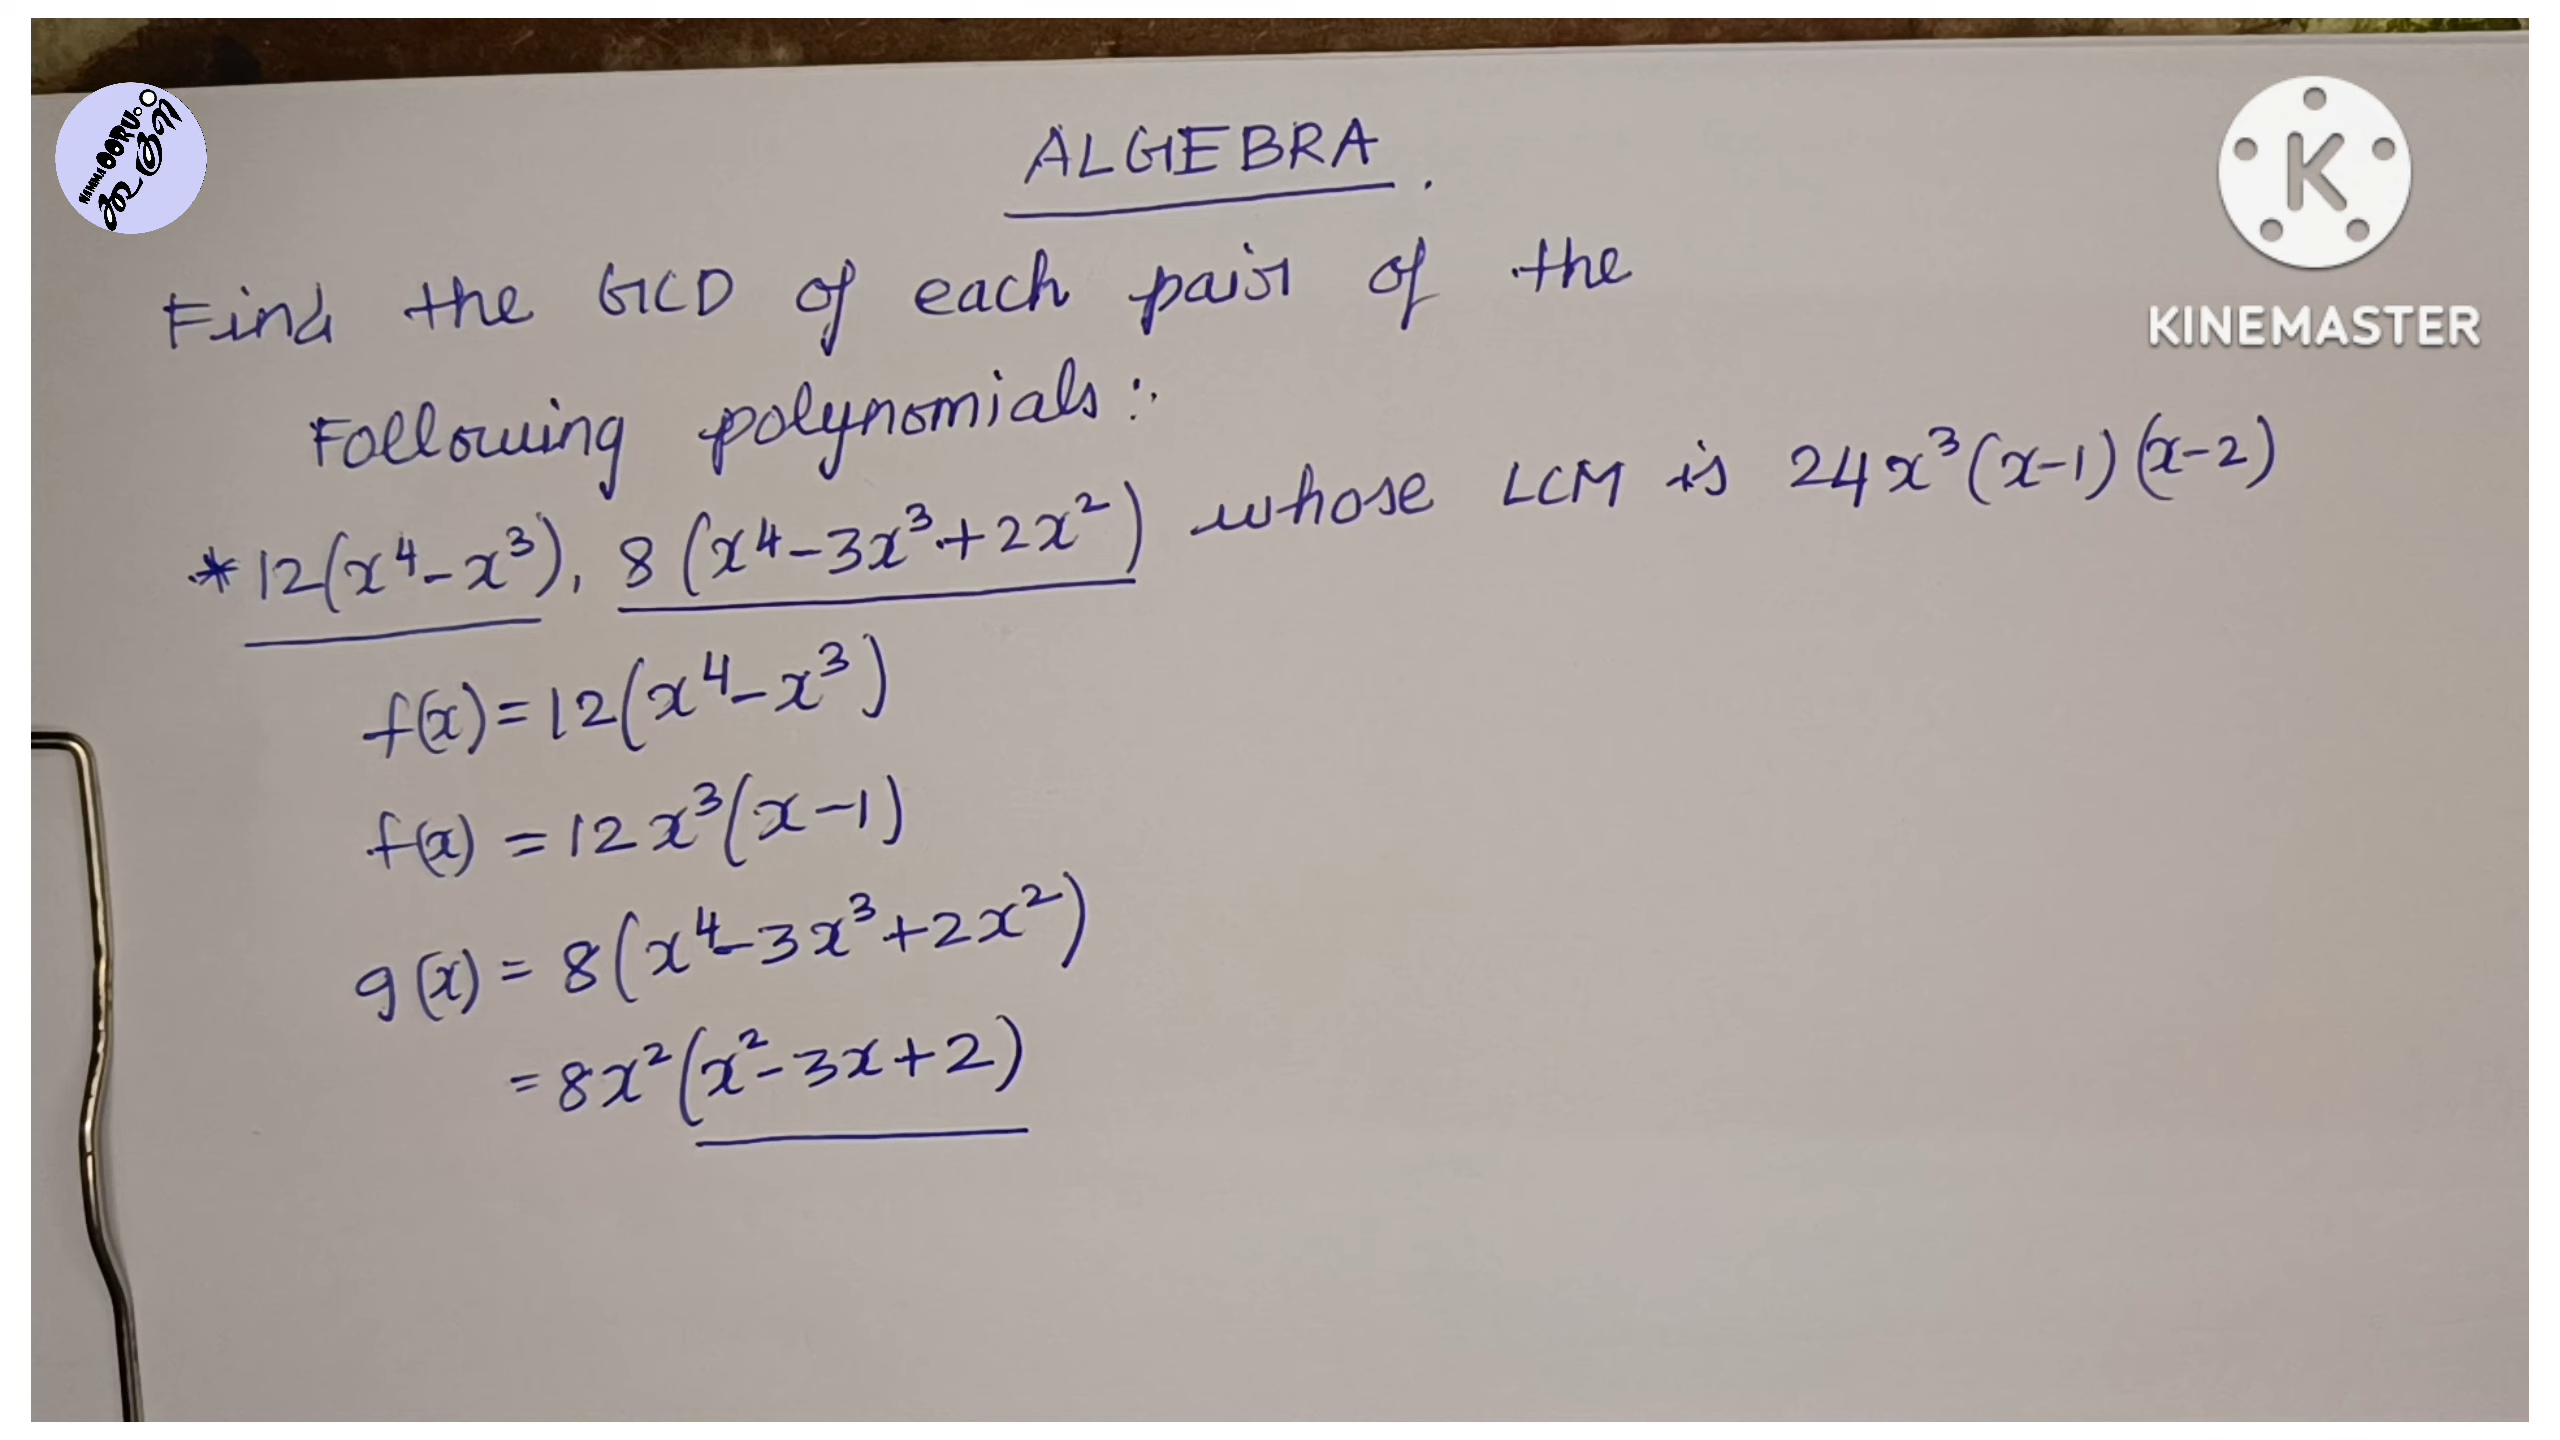 ALGEBRA.
Find the GCD of each pair of the
Following polynomials:
* 12(x⁴-x³), 8(x⁴-3x³+2x²) whose LCM is 24x³(x-1)(x-2)
f(x)=12(x⁴-x³)
f(x) = 12x³(x-1)
g(x) = 8(x⁴-3x³+2x²)
= 8x²(x²-3x+2)
K
KINEMASTER